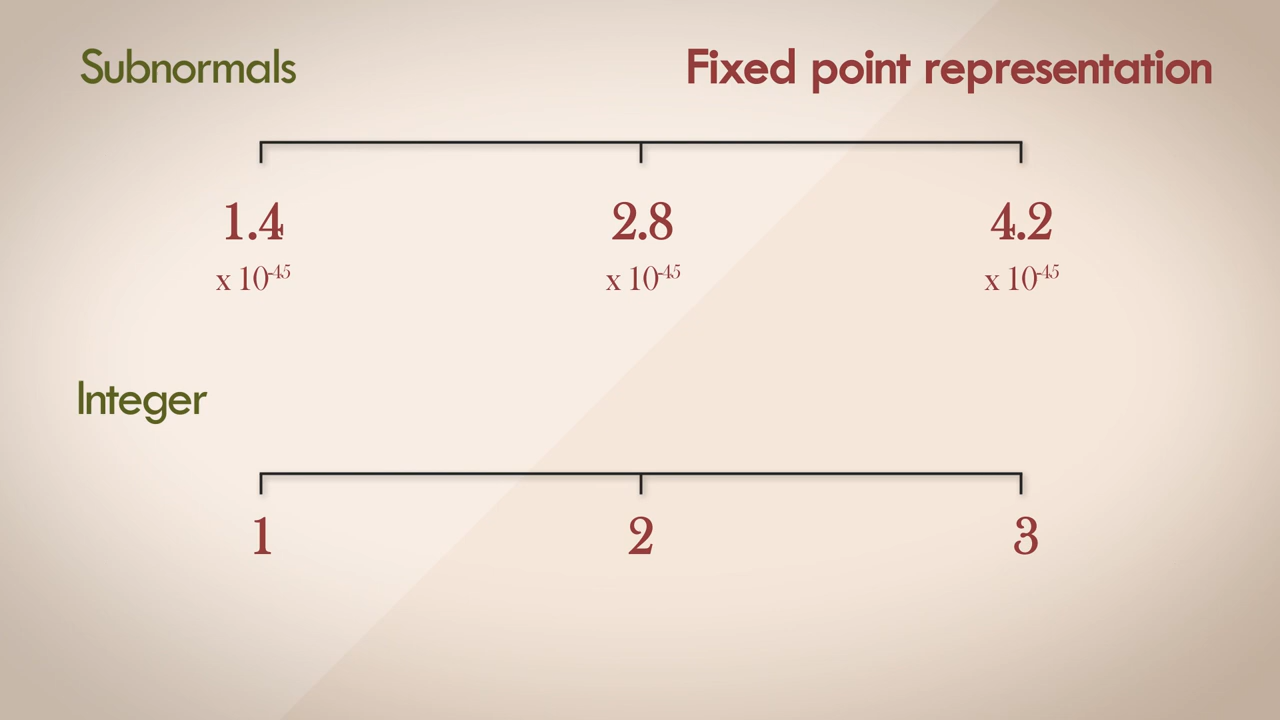 Subnormals
Fixed point representation
1.4 2.8 4.2
x 10⁻⁴⁵ x 10⁻⁴⁵ x 10⁻⁴⁵
Integer
1 2 3